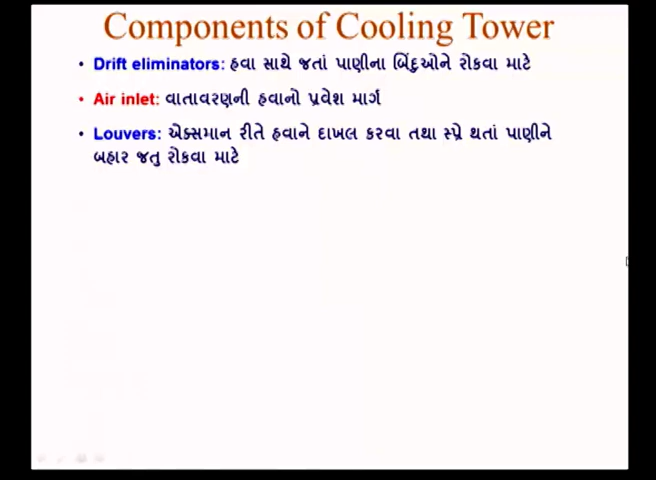 Components of Cooling Tower
• Drift eliminators: હવા સાથે જતાં પાણીના બિંદુઓને રોકવા માટે
• Air inlet: વાતાવરણની હવાનો પ્રવેશ માર્ગ
• Louvers: એક્સમાન રીતે હવાને દાખલ કરવા તથા સ્પ્રે થતાં પાણીને
બહાર જતુ રોકવા માટે